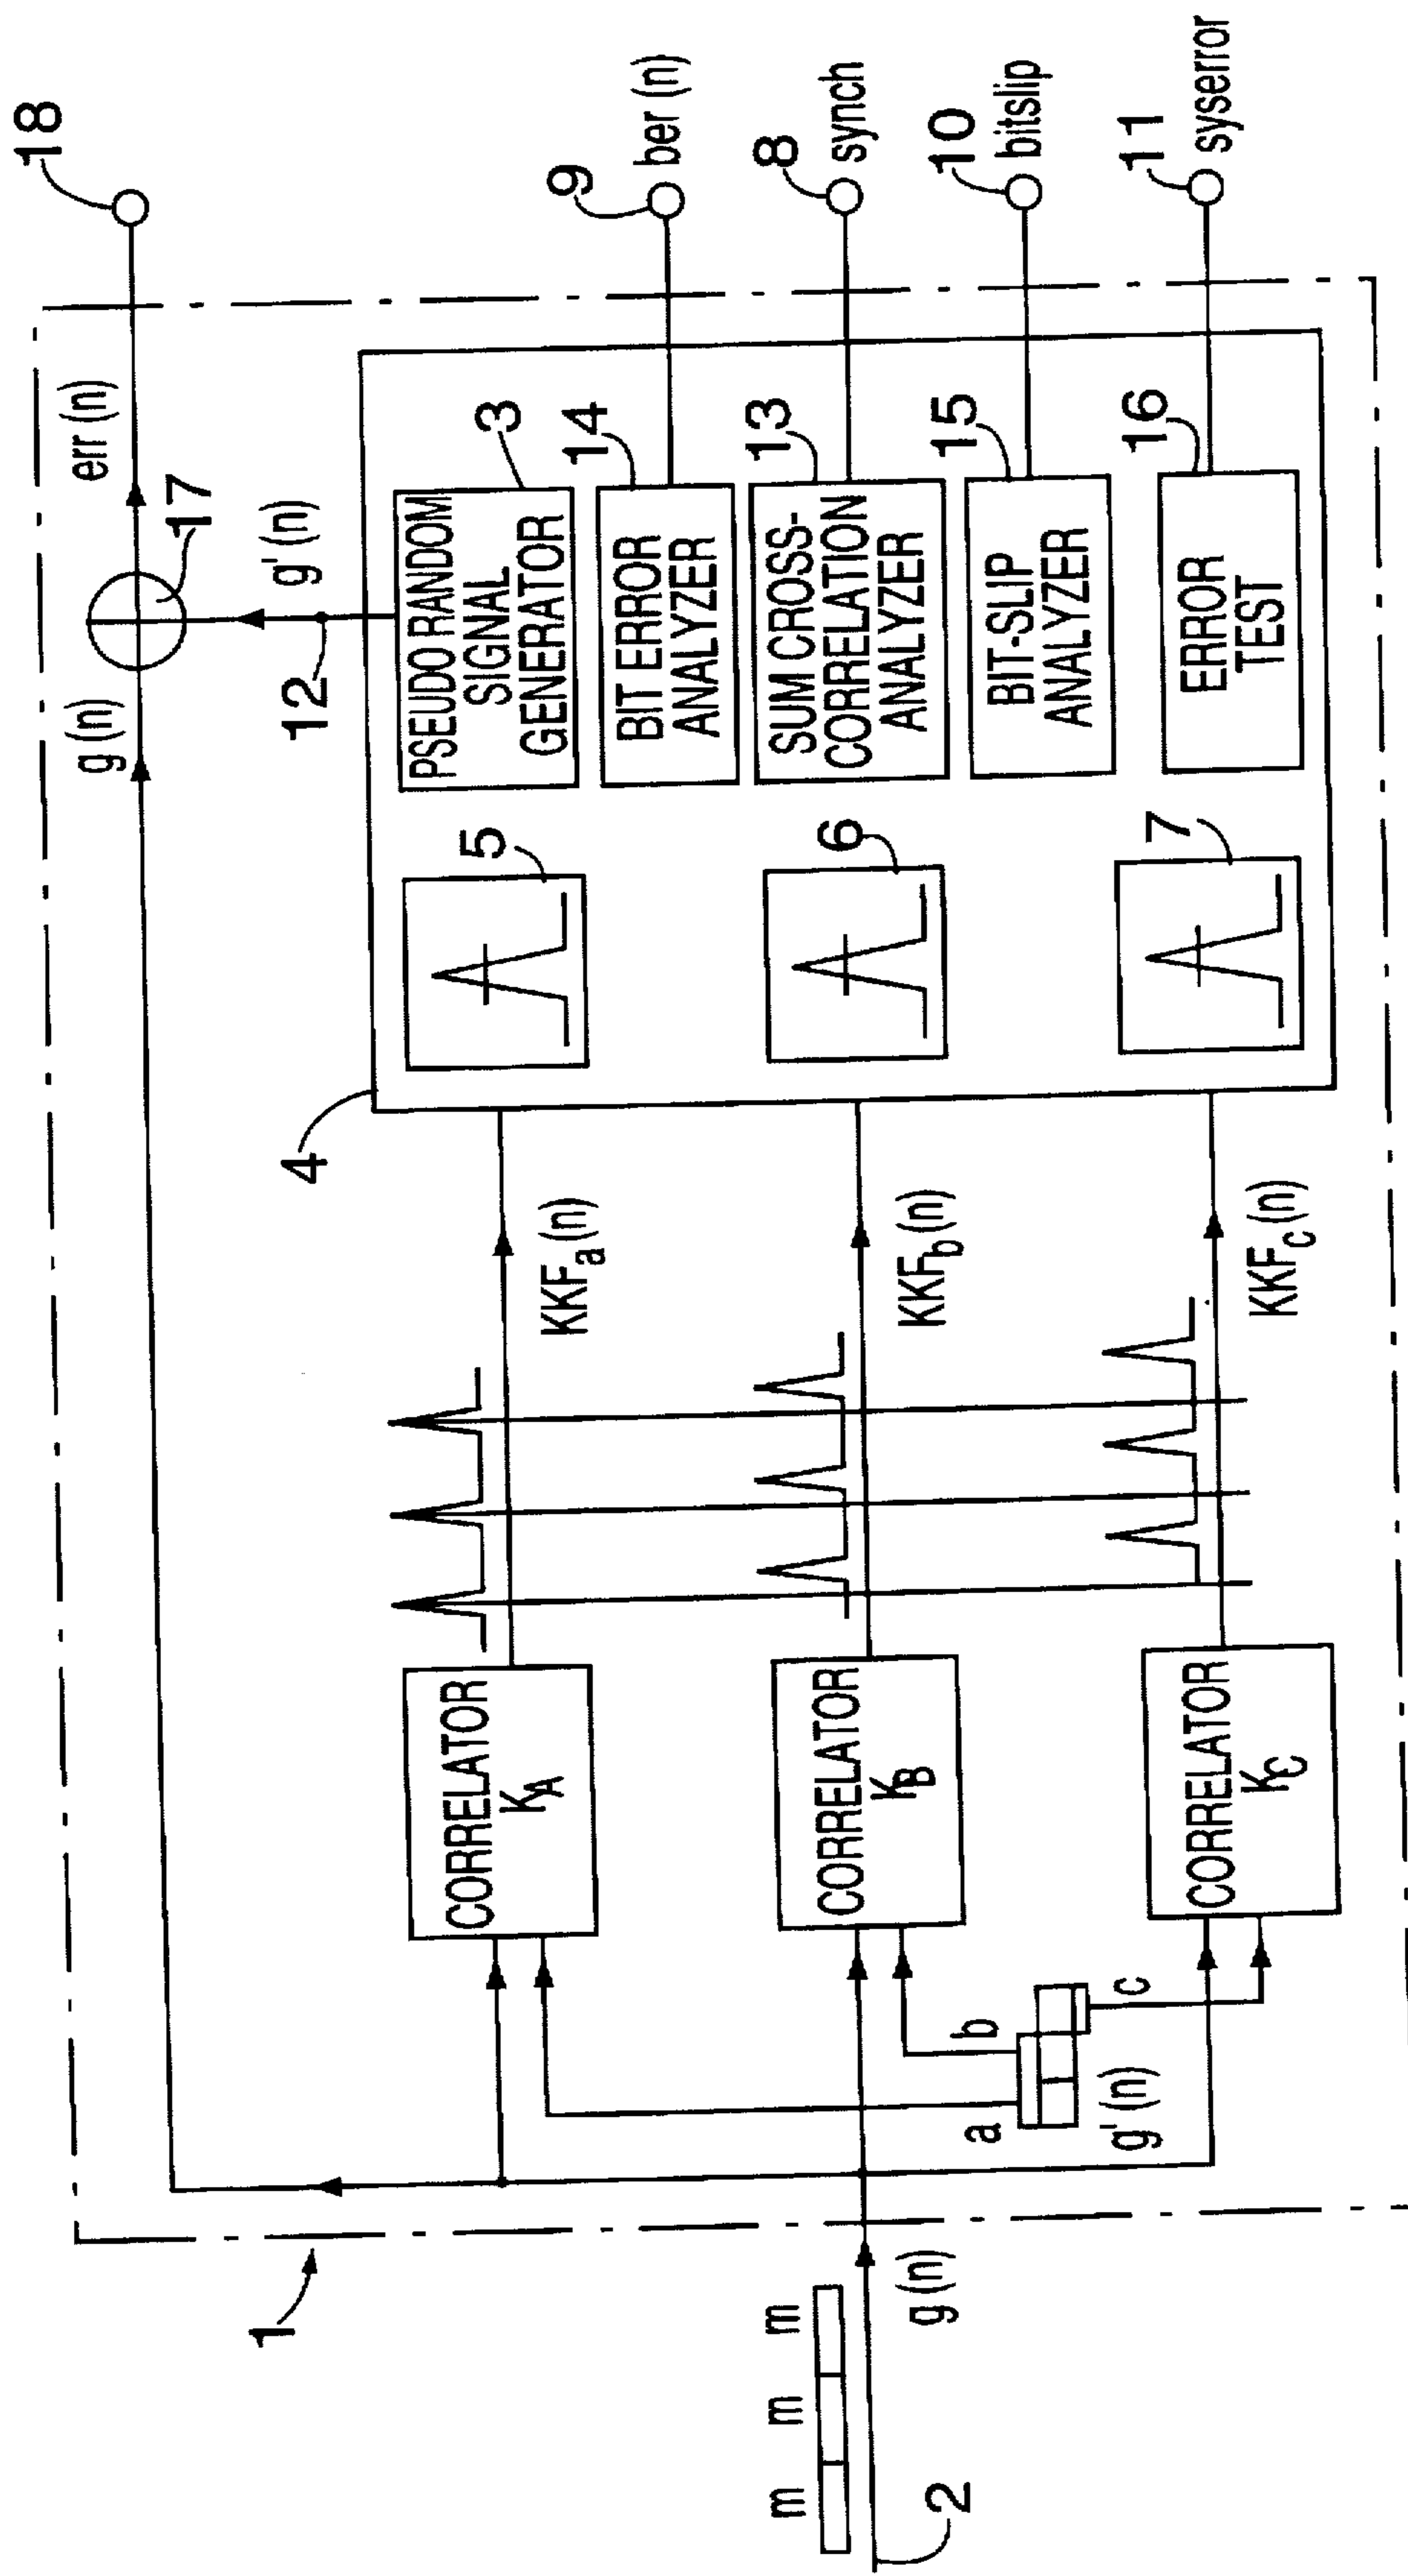 18
err (n)
17
g (n)
g' (n)
12
9
ber (n)
8
synch
10
bitslip
11
syserror
PSEUDO RANDOM
SIGNAL
GENERATOR
3
BIT ERROR
ANALYZER
14
SUM CROSS-
CORRELATION
ANALYZER
13
BIT-SLIP
ANALYZER
15
ERROR
TEST
16
5
6
7
4
KKFa (n)
KKFb (n)
KKFc (n)
CORRELATOR
KA
CORRELATOR
KB
CORRELATOR
KC
a
b
c
g' (n)
1
m m m
g (n)
2